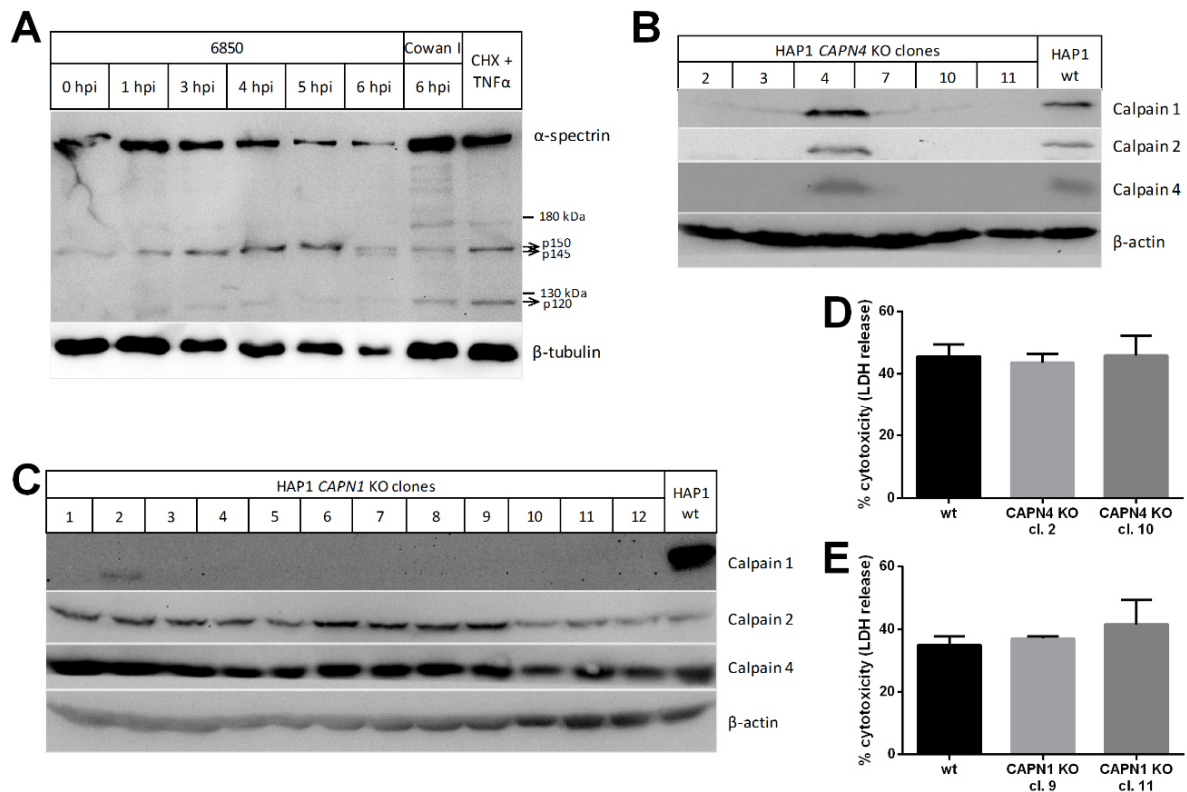 A
6850
Cowan I
CHX +
TNFα
0 hpi
1 hpi
3 hpi
4 hpi
5 hpi
6 hpi
6 hpi
α-spectrin
180 kDa
p150
p145
130 kDa
p120
β-tubulin
B
HAP1 CAPN4 KO clones
HAP1
wt
2
3
4
7
10
11
Calpain 1
Calpain 2
Calpain 4
β-actin
C
HAP1 CAPN1 KO clones
HAP1
wt
1
2
3
4
5
6
7
8
9
10
11
12
Calpain 1
Calpain 2
Calpain 4
β-actin
D
% cytotoxicity (LDH release)
60
40
20
0
wt
CAPN4 KO
cl. 2
CAPN4 KO
cl. 10
E
% cytotoxicity (LDH release)
60
40
20
0
wt
CAPN1 KO
cl. 9
CAPN1 KO
cl. 11